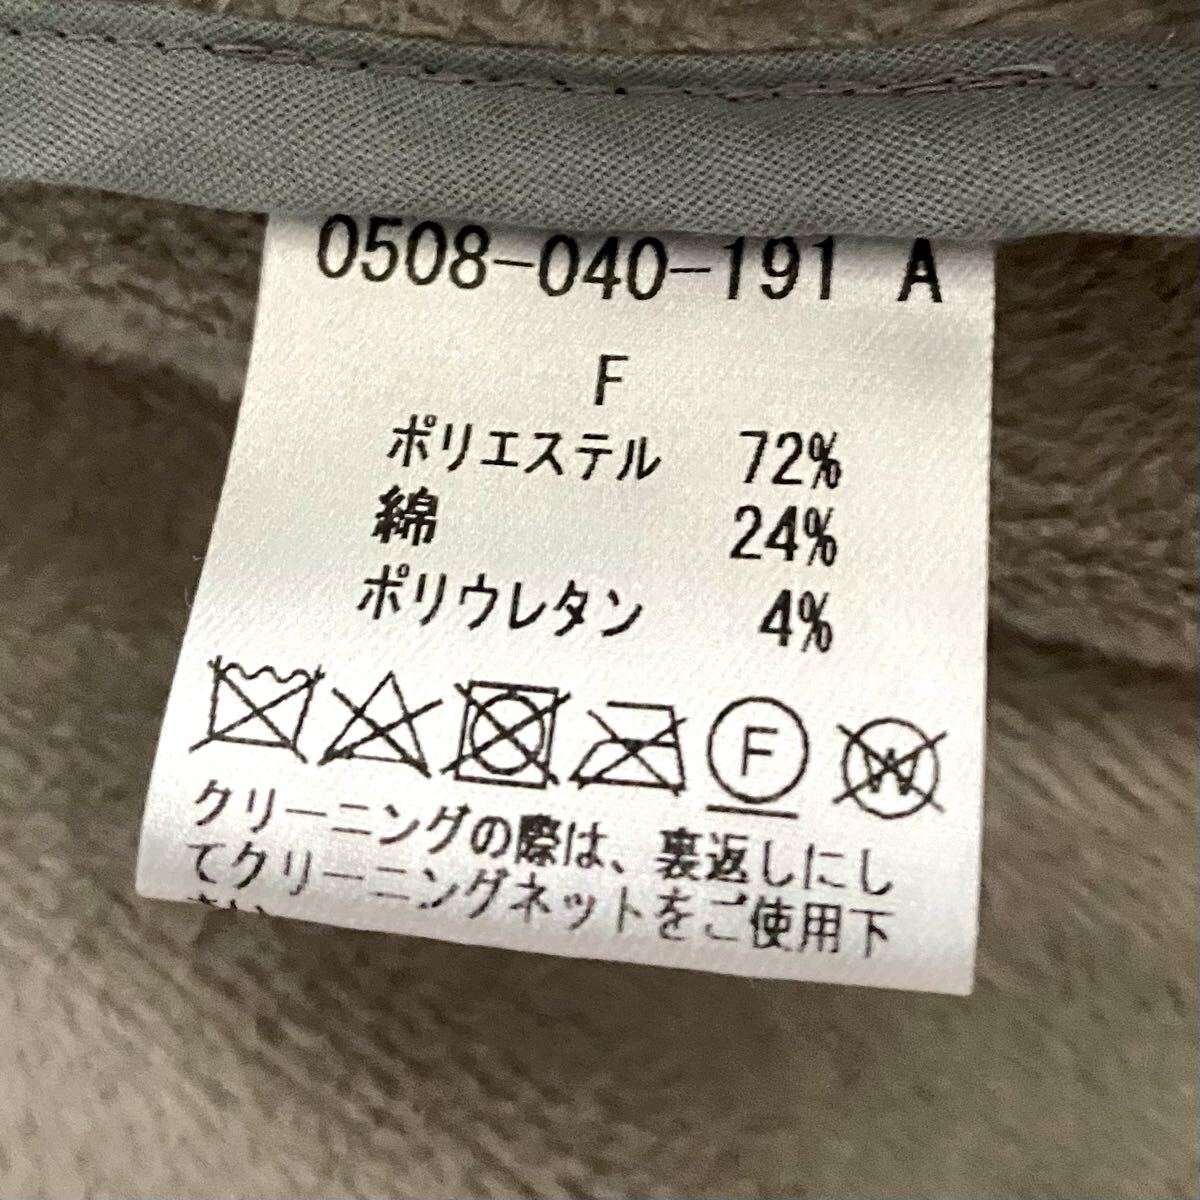 0508-040-191 A
F
ポリエステル 72%
綿 24%
ポリウレタン 4%
F W
クリーニングの際は、裏返しにし
てクリーニングネットをご使用下
さい